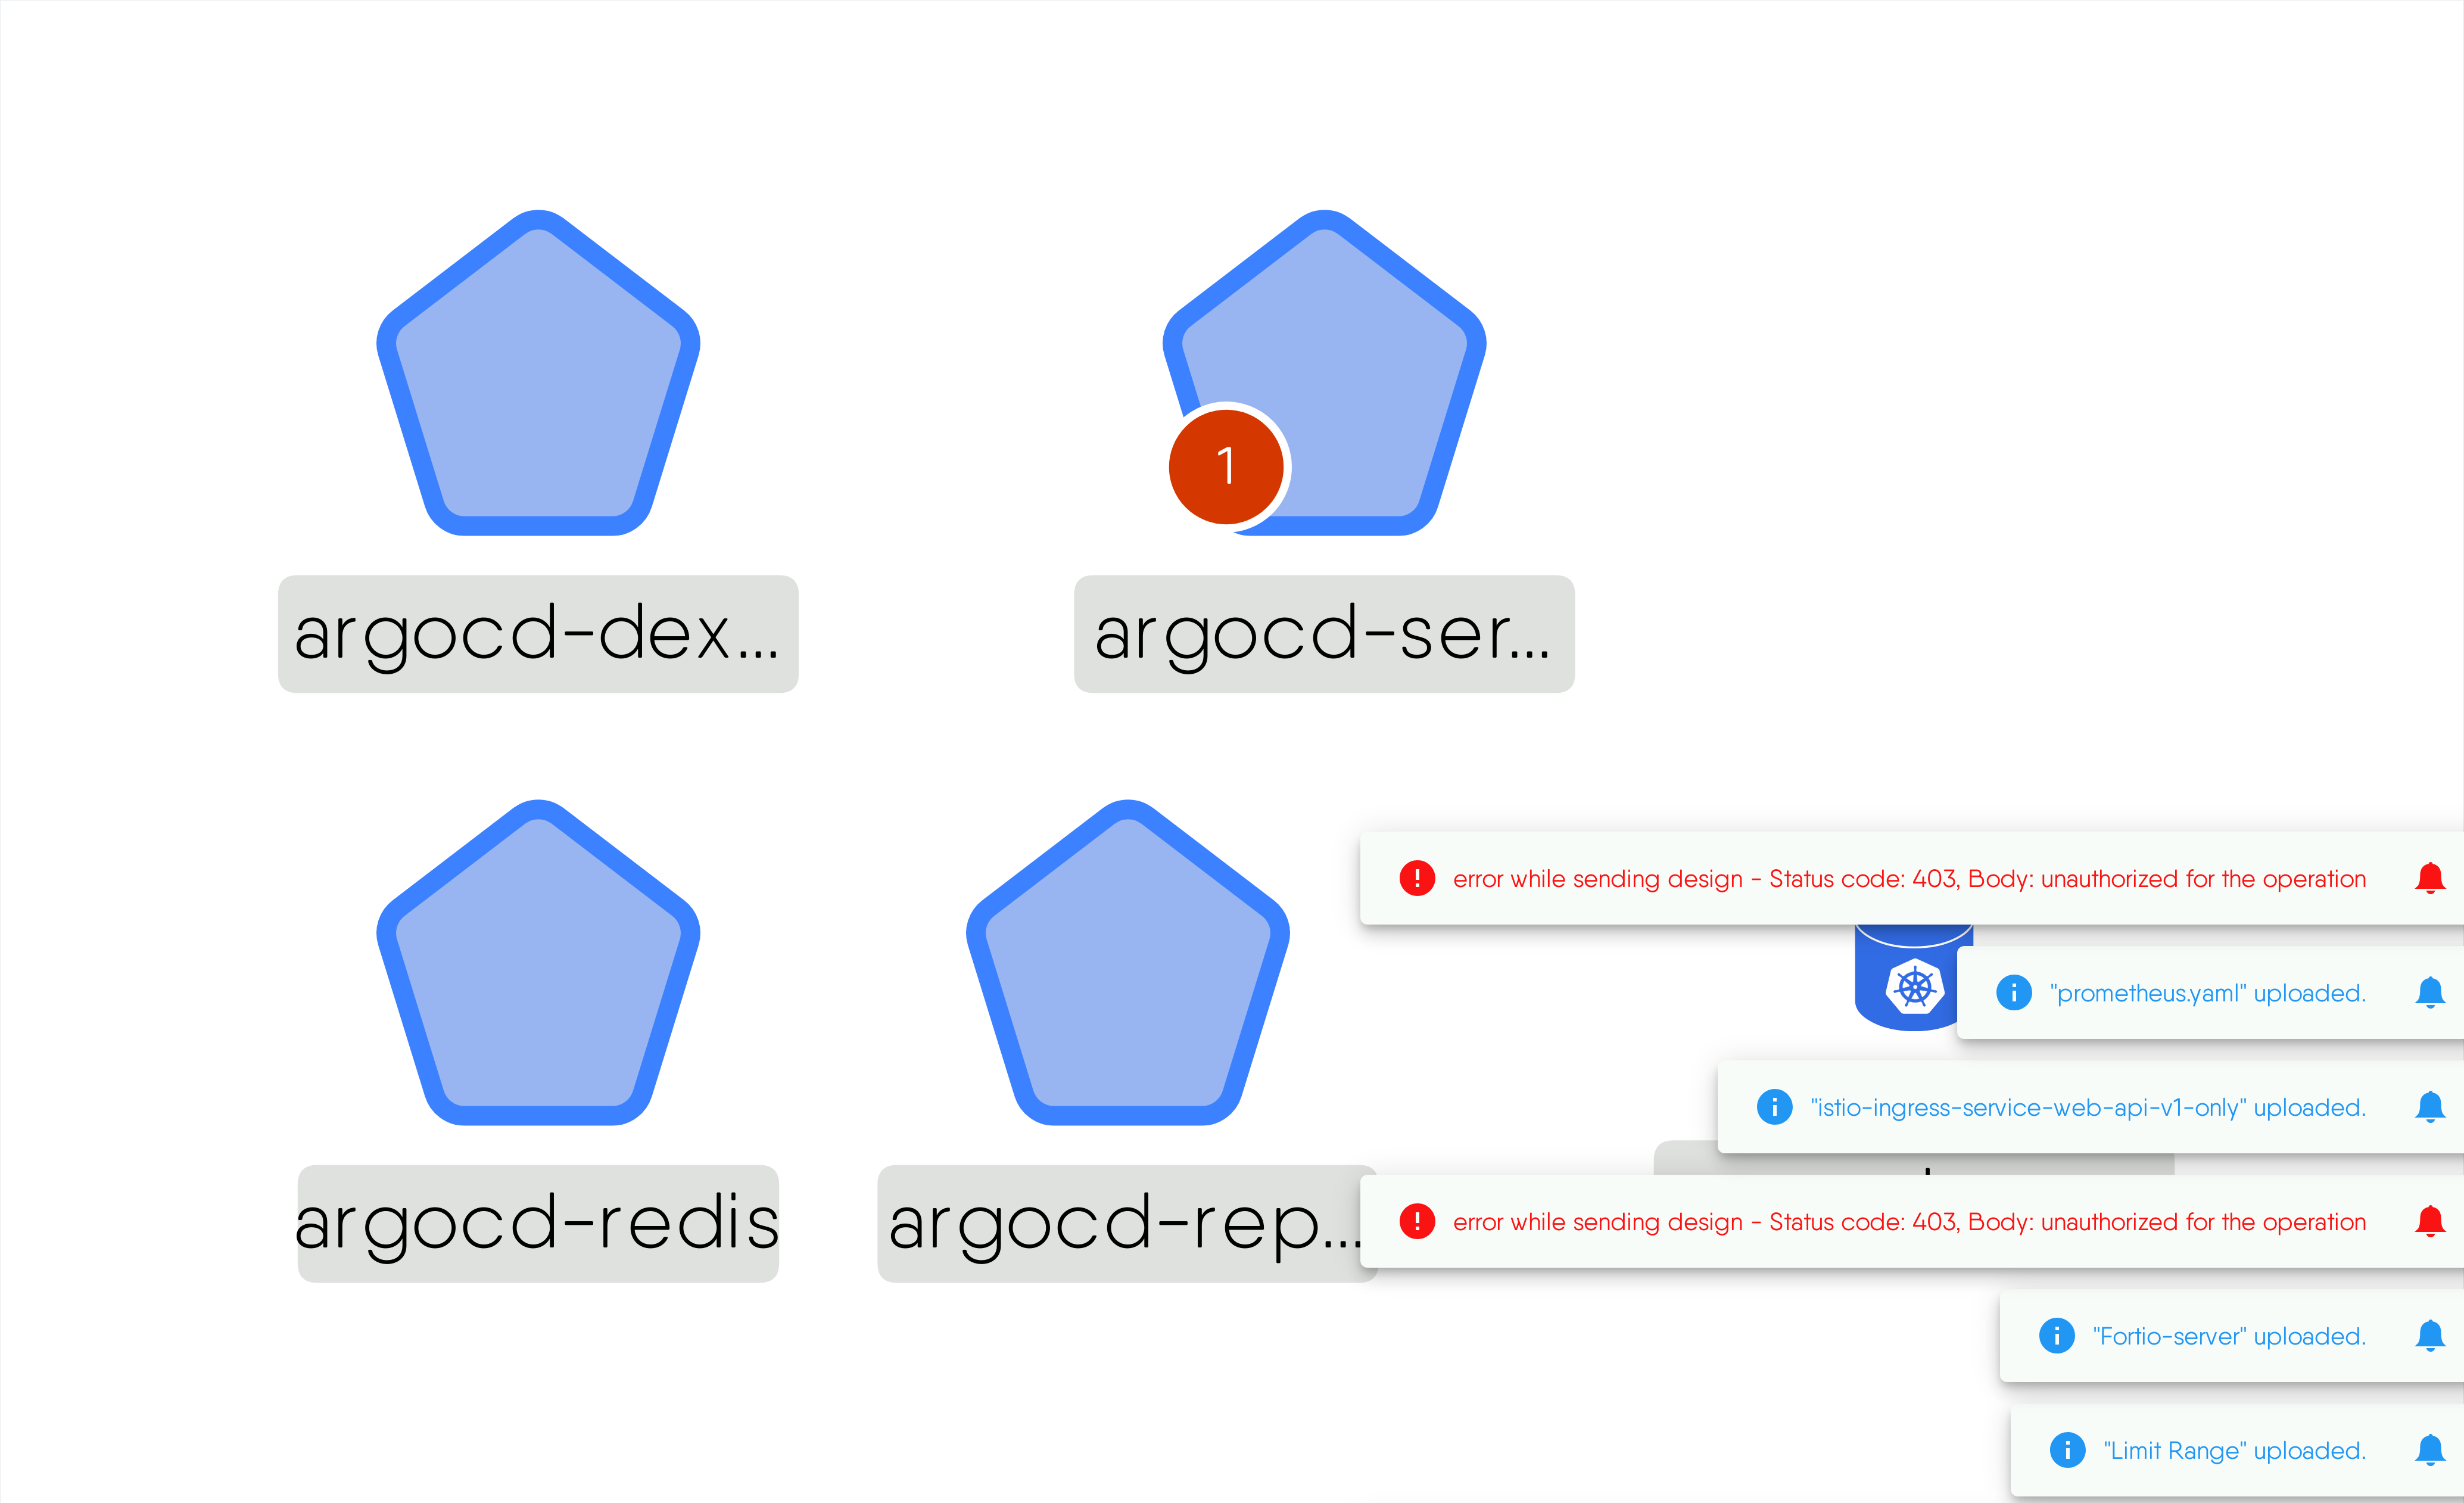 1
argocd-dex...
argocd-ser...
error while sending design - Status code: 403, Body: unauthorized for the operation
"prometheus.yaml" uploaded.
"istio-ingress-service-web-api-v1-only" uploaded.
argocd-redis
argocd-rep...
error while sending design - Status code: 403, Body: unauthorized for the operation
"Fortio-server" uploaded.
"Limit Range" uploaded.